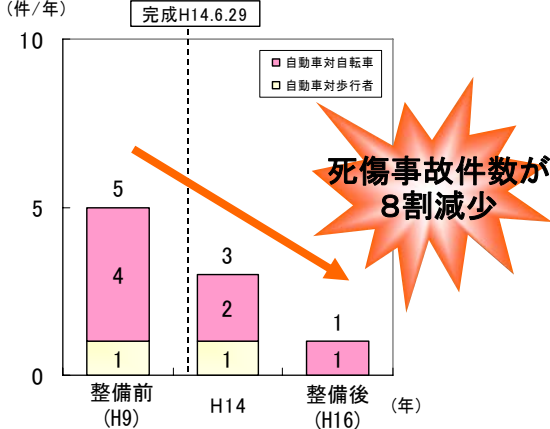 (件/年)
完成H14.6.29
10
自動車対自転車
自動車対歩行者
死傷事故件数が
8割減少
5
5
4
3
2
1
1
1
1
0
整備前
(H9)
H14
整備後
(H16)
(年)